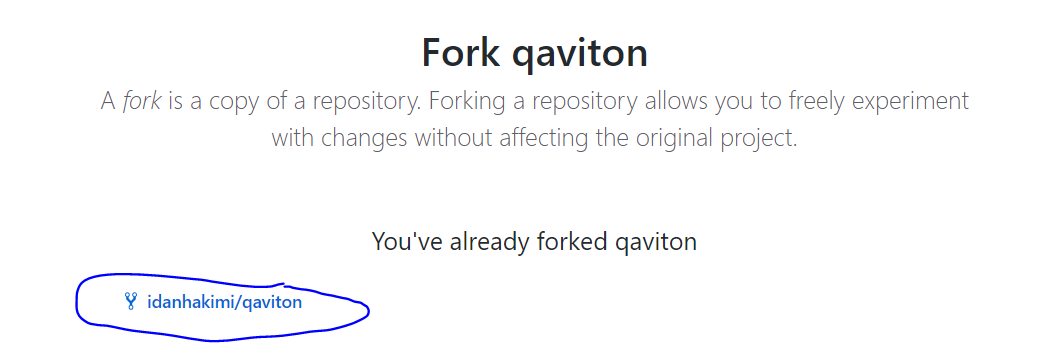 Fork qaviton
A fork is a copy of a repository. Forking a repository allows you to freely experiment
with changes without affecting the original project.
You've already forked qaviton
idanhakimi/qaviton